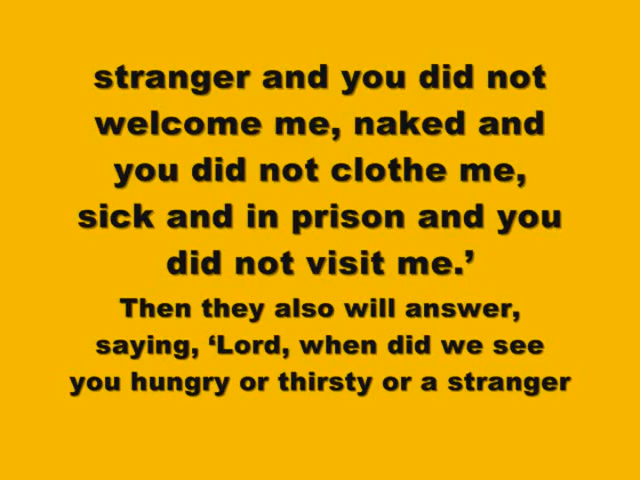 stranger and you did not
welcome me, naked and
you did not clothe me,
sick and in prison and you
did not visit me.’
Then they also will answer,
saying, ‘Lord, when did we see
you hungry or thirsty or a stranger